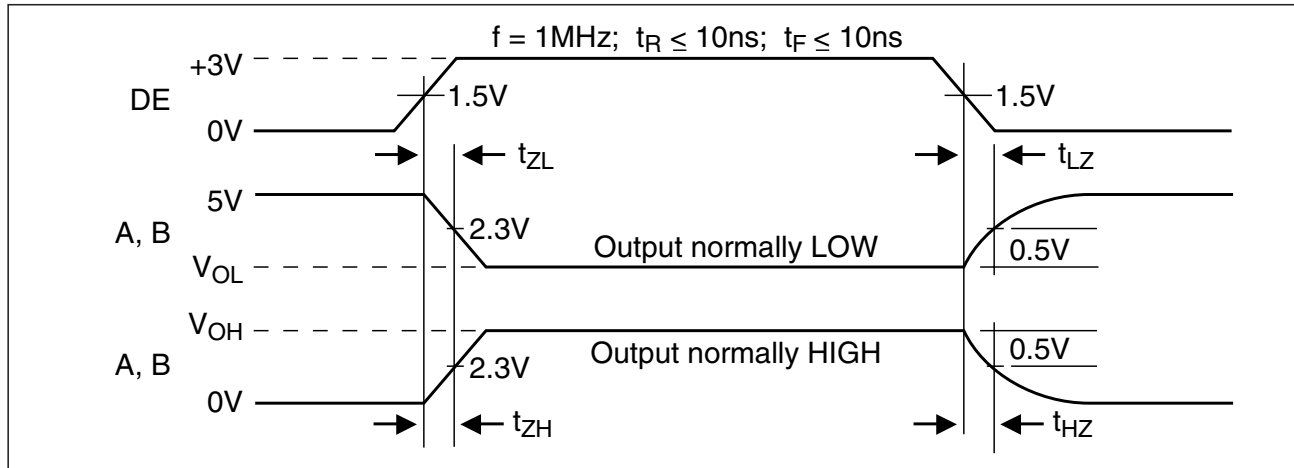 f = 1MHz; tR ≤ 10ns; tF ≤ 10ns
+3V
DE
1.5V
1.5V
0V
tZL
tLZ
5V
A, B
2.3V
Output normally LOW
0.5V
VOL
VOH
A, B
2.3V
Output normally HIGH
0.5V
0V
tZH
tHZ